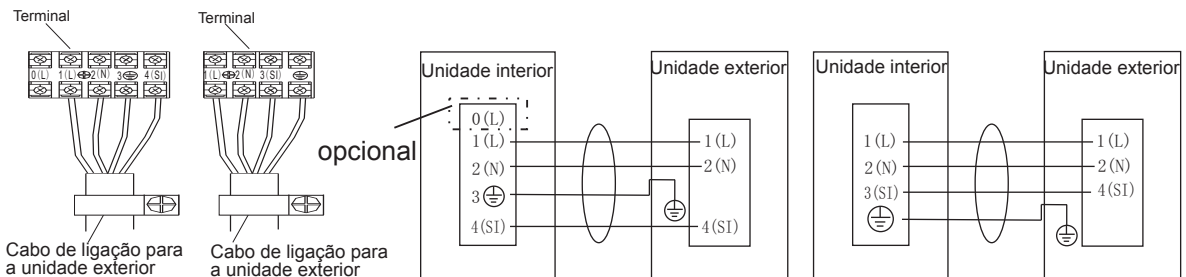 Terminal
0(L) 1(L) 2(N) 3 4(SI)
Cabo de ligação para
a unidade exterior
Terminal
1(L) 2(N) 3(SI)
Cabo de ligação para
a unidade exterior
Unidade interior
Unidade exterior
opcional
0(L)
1(L)
2(N)
3
4(SI)
1(L)
2(N)
4(SI)
Unidade interior
Unidade exterior
1(L)
2(N)
3(SI)
1(L)
2(N)
4(SI)